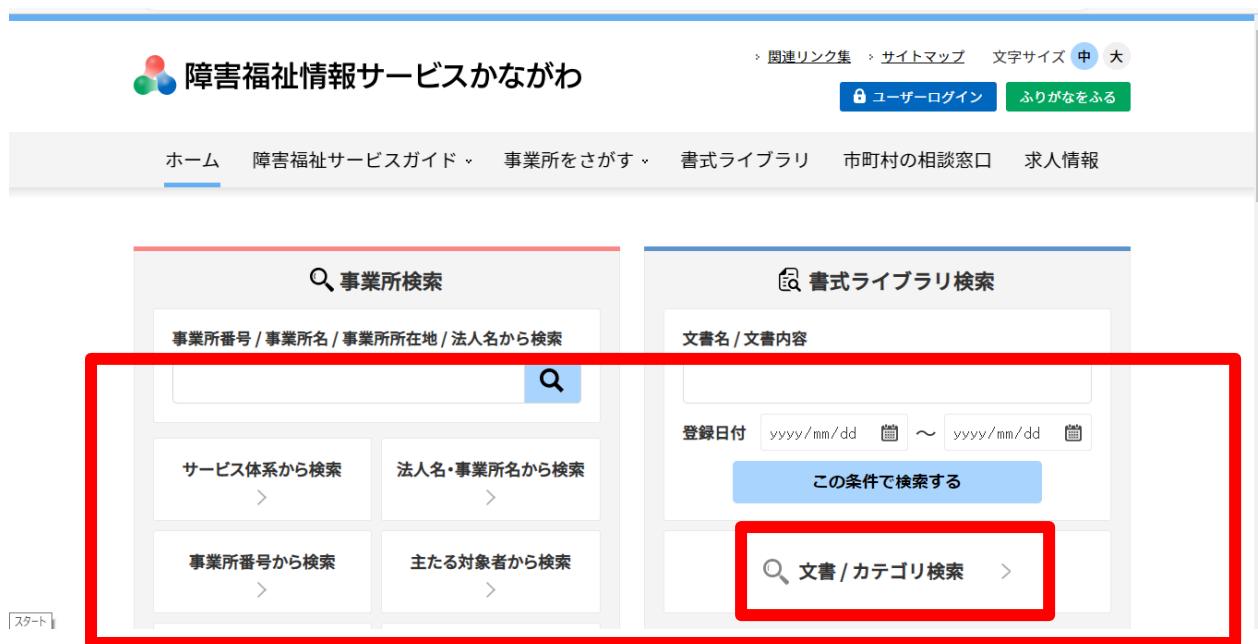 関連リンク集 サイトマップ 文字サイズ 中 大
障害福祉情報サービスかながわ
ユーザーログイン ふりがなをふる
ホーム 障害福祉サービスガイド 事業所をさがす 書式ライブラリ 市町村の相談窓口 求人情報
事業所検索
事業所番号 / 事業所名 / 事業所所在地 / 法人名から検索
サービス体系から検索
法人名・事業所名から検索
事業所番号から検索
主たる対象者から検索
書式ライブラリ検索
文書名 / 文書内容
登録日付 yyyy/mm/dd ～ yyyy/mm/dd
この条件で検索する
文書 / カテゴリ検索
スタート